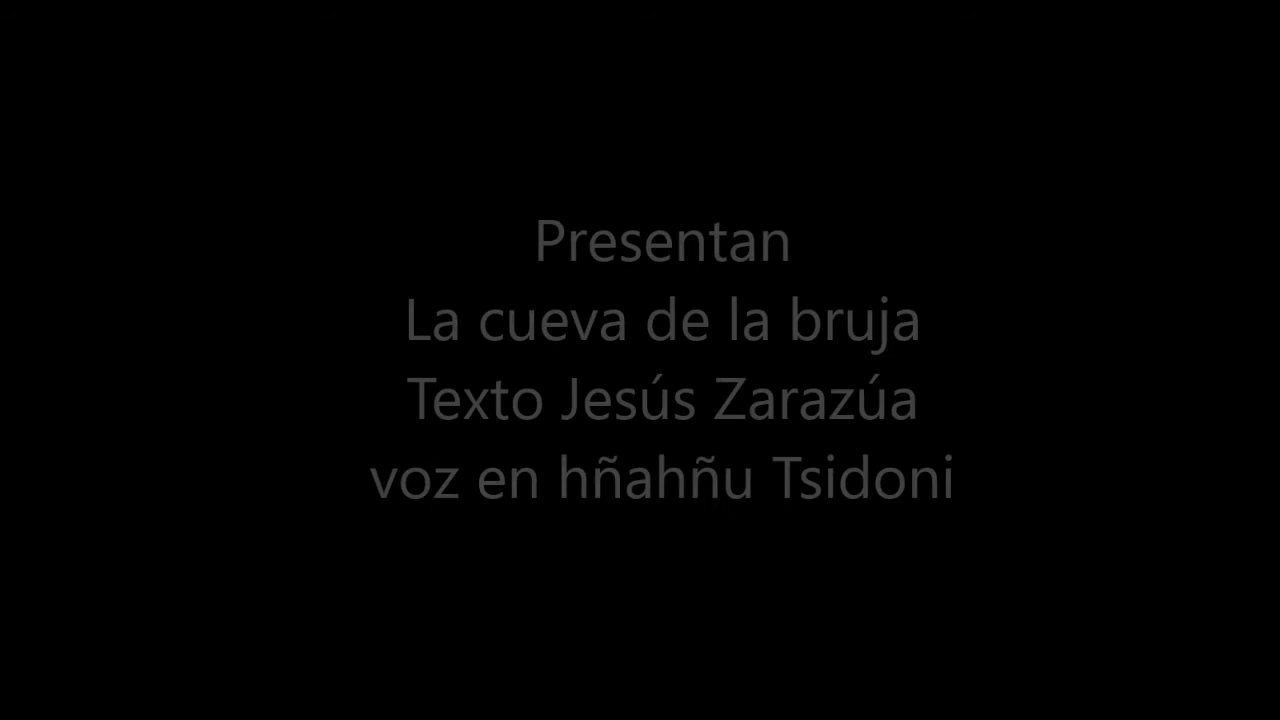 Presentan
La cueva de la bruja
Texto Jesús Zarazúa
voz en hñahñu Tsidoni